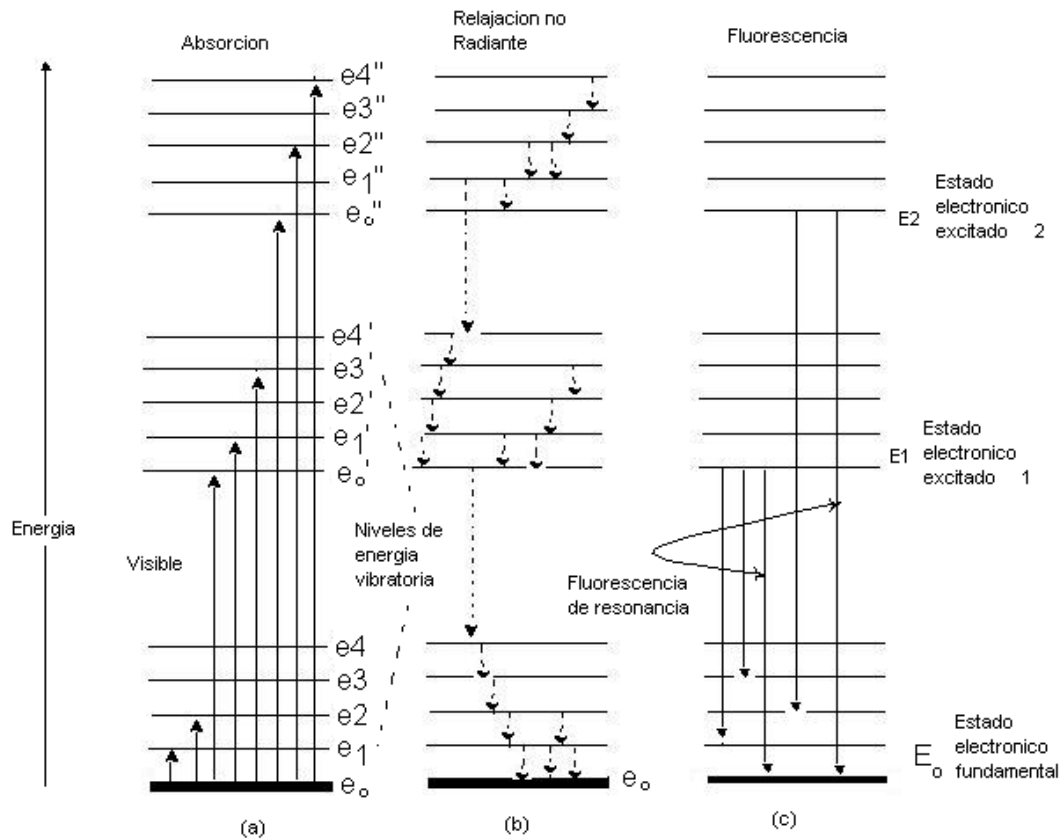 Absorcion
Relajacion no
Radiante
Fluorescencia
e4"
e3"
e2"
e1"
eo"
E2
Estado
electronico
excitado 2
e4'
e3'
e2'
e1'
eo'
E1
Estado
electronico
excitado 1
Energia
Visible
Niveles de
energia
vibratoria
Fluorescencia
de resonancia
e4
e3
e2
e1
eo
eo
Eo
Estado
electronico
fundamental
(a)
(b)
(c)